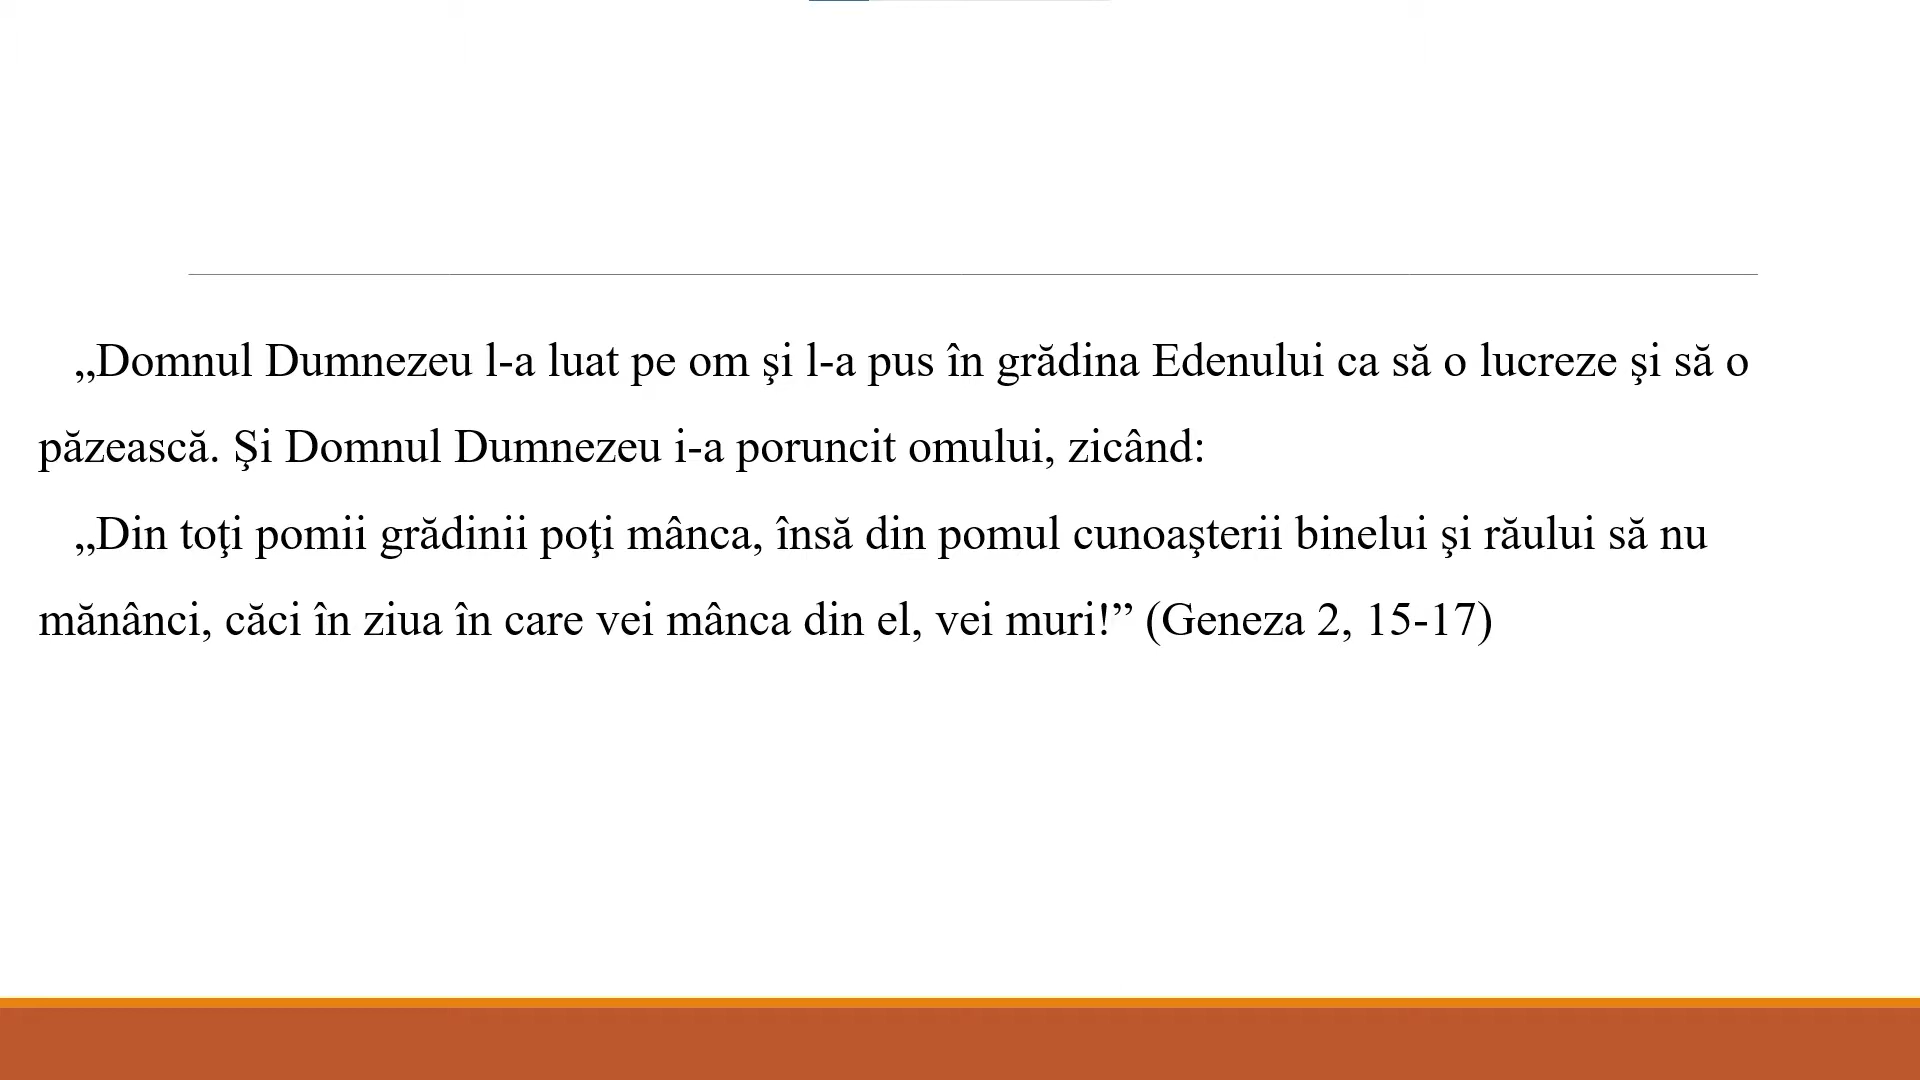 „Domnul Dumnezeu l-a luat pe om şi l-a pus în grădina Edenului ca să o lucreze şi să o
păzească. Şi Domnul Dumnezeu i-a poruncit omului, zicând:
„Din toţi pomii grădinii poţi mânca, însă din pomul cunoaşterii binelui şi răului să nu
mănânci, căci în ziua în care vei mânca din el, vei muri!” (Geneza 2, 15-17)